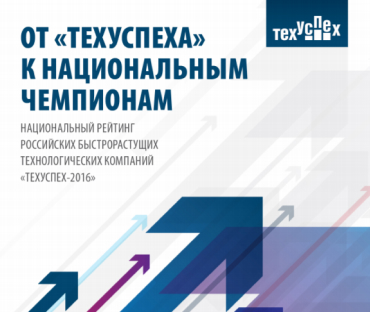 ОТ «ТЕХУСПЕХА»
К НАЦИОНАЛЬНЫМ
ЧЕМПИОНАМ
НАЦИОНАЛЬНЫЙ РЕЙТИНГ
РОССИЙСКИХ БЫСТРОРАСТУЩИХ
ТЕХНОЛОГИЧЕСКИХ КОМПАНИЙ
«ТЕХУСПЕХ-2016»
техУсПех